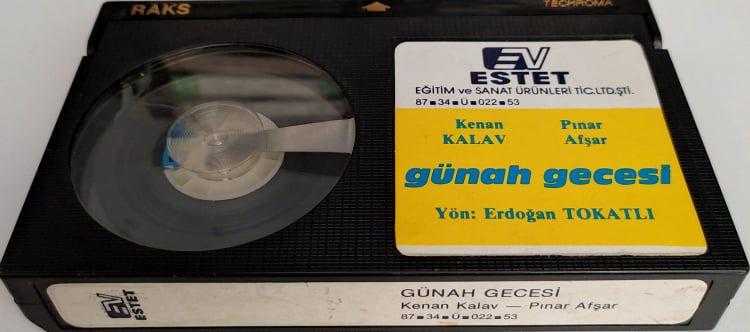 RAKS
TECHROMA
EV
ESTET
EĞİTİM ve SANAT ÜRÜNLERİ TİC.LTD.ŞTİ.
87▪34▪Ü▪022▪53
Kenan Pınar
KALAV Afşar
günah gecesi
Yön: Erdoğan TOKATLI
EV
ESTET
GÜNAH GECESİ
Kenan Kalav — Pınar Afşar
87▪34▪Ü▪022▪53